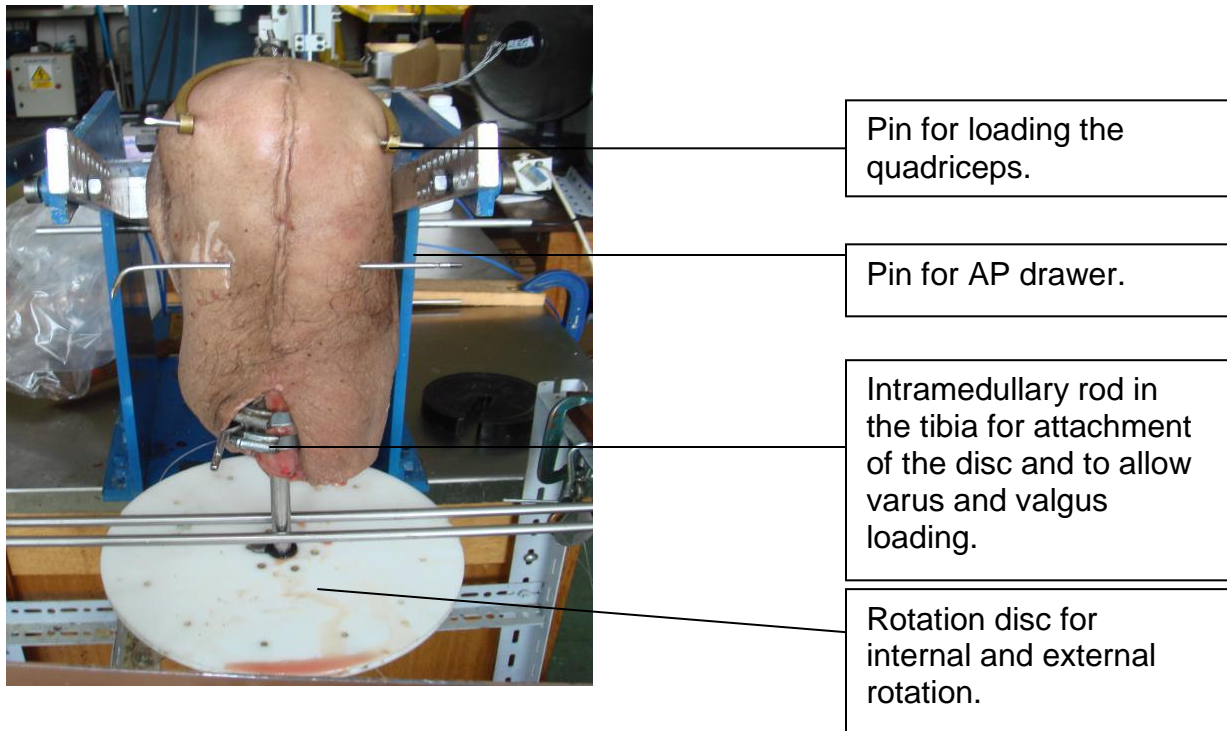 REGA
Pin for loading the
quadriceps.
Pin for AP drawer.
Intramedullary rod in
the tibia for attachment
of the disc and to allow
varus and valgus
loading.
Rotation disc for
internal and external
rotation.